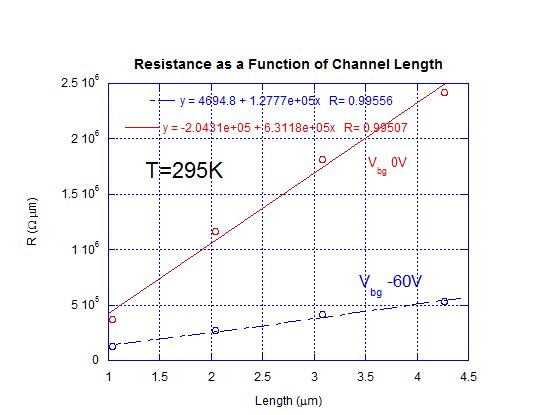 Resistance as a Function of Channel Length
2.5 10⁶
y = 4694.8 + 1.2777e+05x R= 0.99556
y = -2.0431e+05 + 6.3118e+05x R= 0.99507
2 10⁶
T=295K
V_bg 0V
1.5 10⁶
R (Ω µm)
1 10⁶
V_bg -60V
5 10⁵
0
1 1.5 2 2.5 3 3.5 4 4.5
Length (µm)